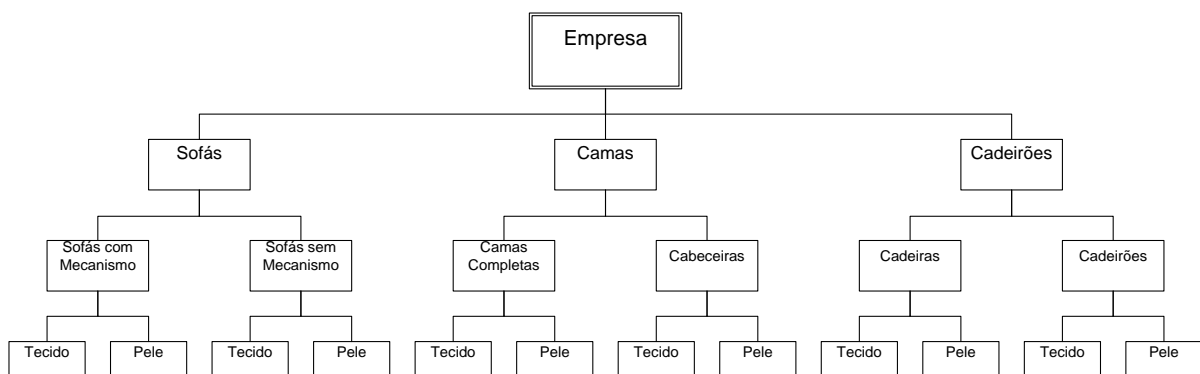 Empresa
Sofás
Camas
Cadeirões
Sofás com
Mecanismo
Sofás sem
Mecanismo
Camas
Completas
Cabeceiras
Cadeiras
Cadeirões
Tecido
Pele
Tecido
Pele
Tecido
Pele
Tecido
Pele
Tecido
Pele
Tecido
Pele